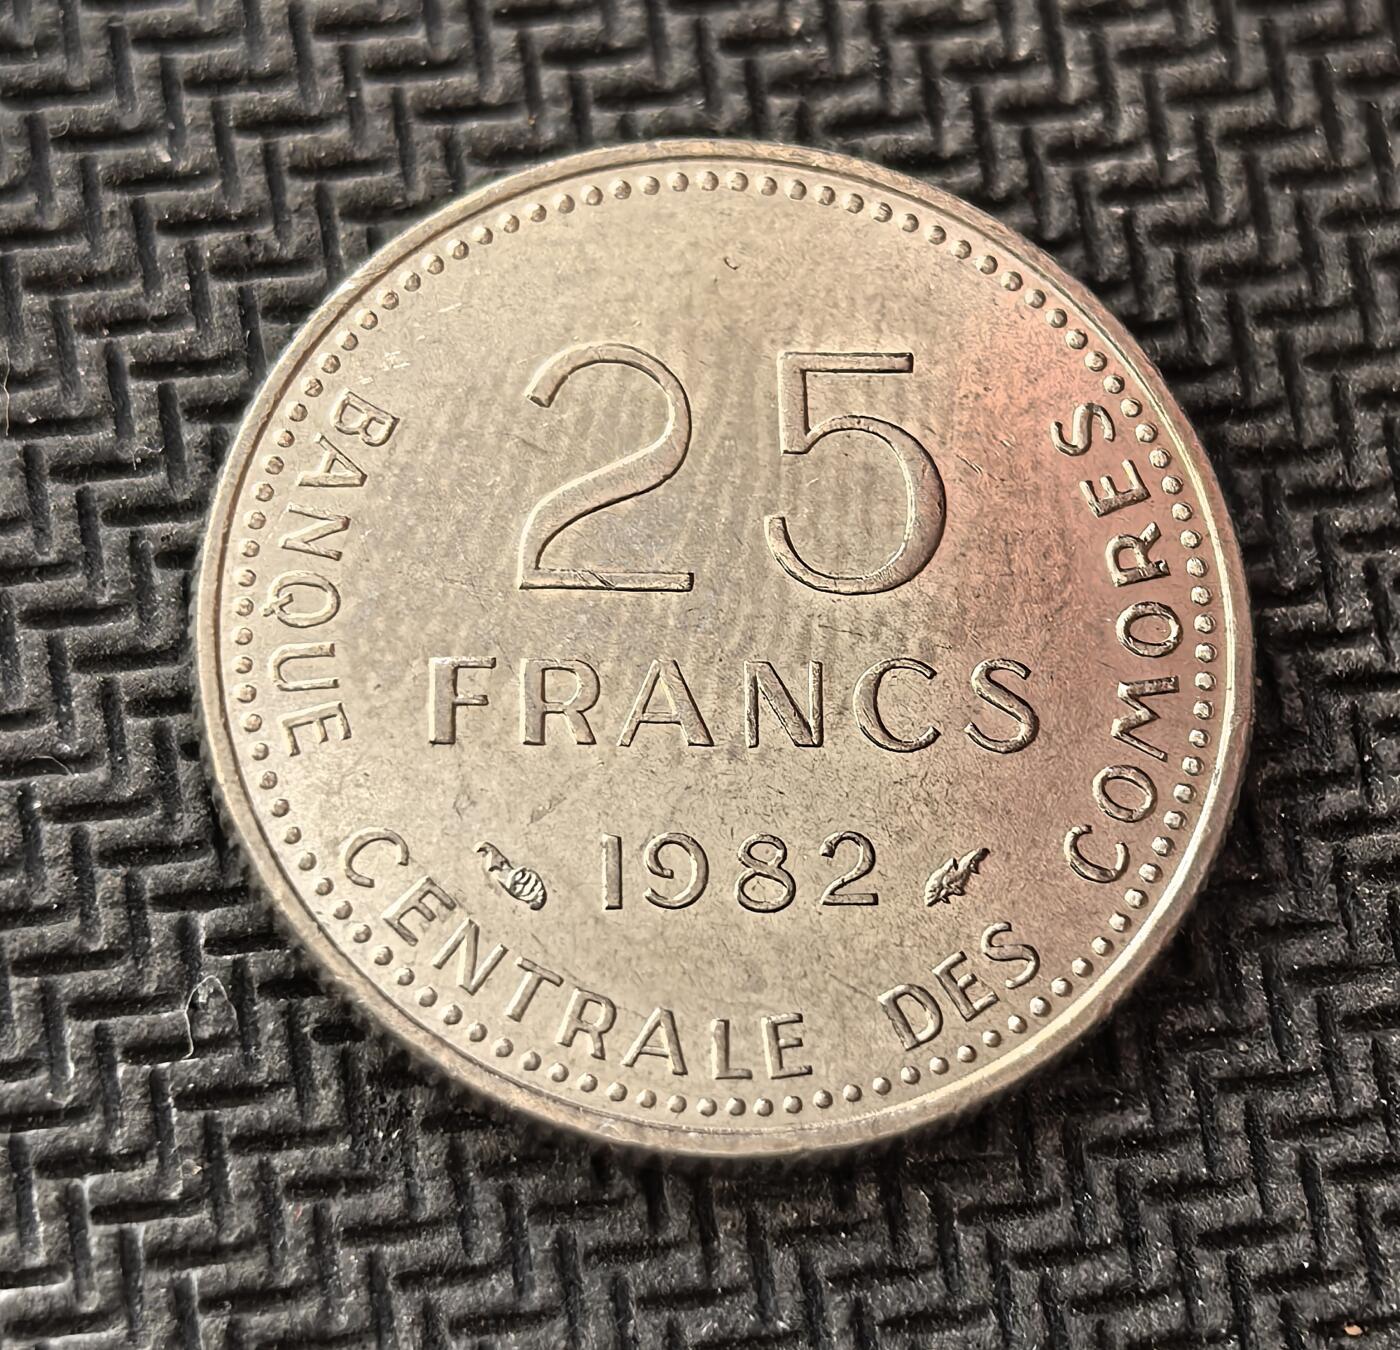 25
FRANCS
1982
BANQUE CENTRALE DES COMORES